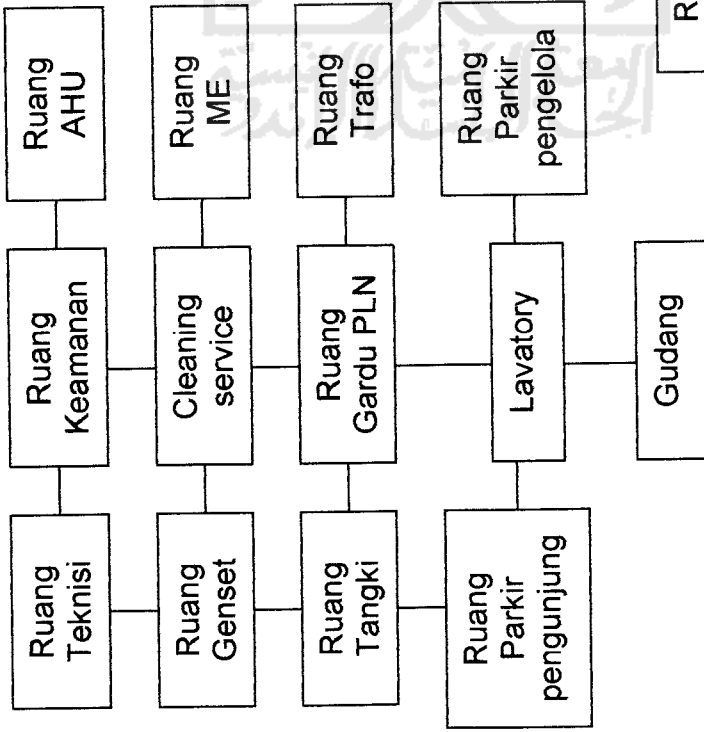 Ruang
AHU
Ruang
Keamanan
Ruang
Teknisi
Ruang
ME
Cleaning
service
Ruang
Genset
Ruang
Trafo
Ruang
Gardu PLN
Ruang
Tangki
Ruang
Parkir
pengelola
Lavatory
Ruang
Parkir
pengunjung
Gudang
R